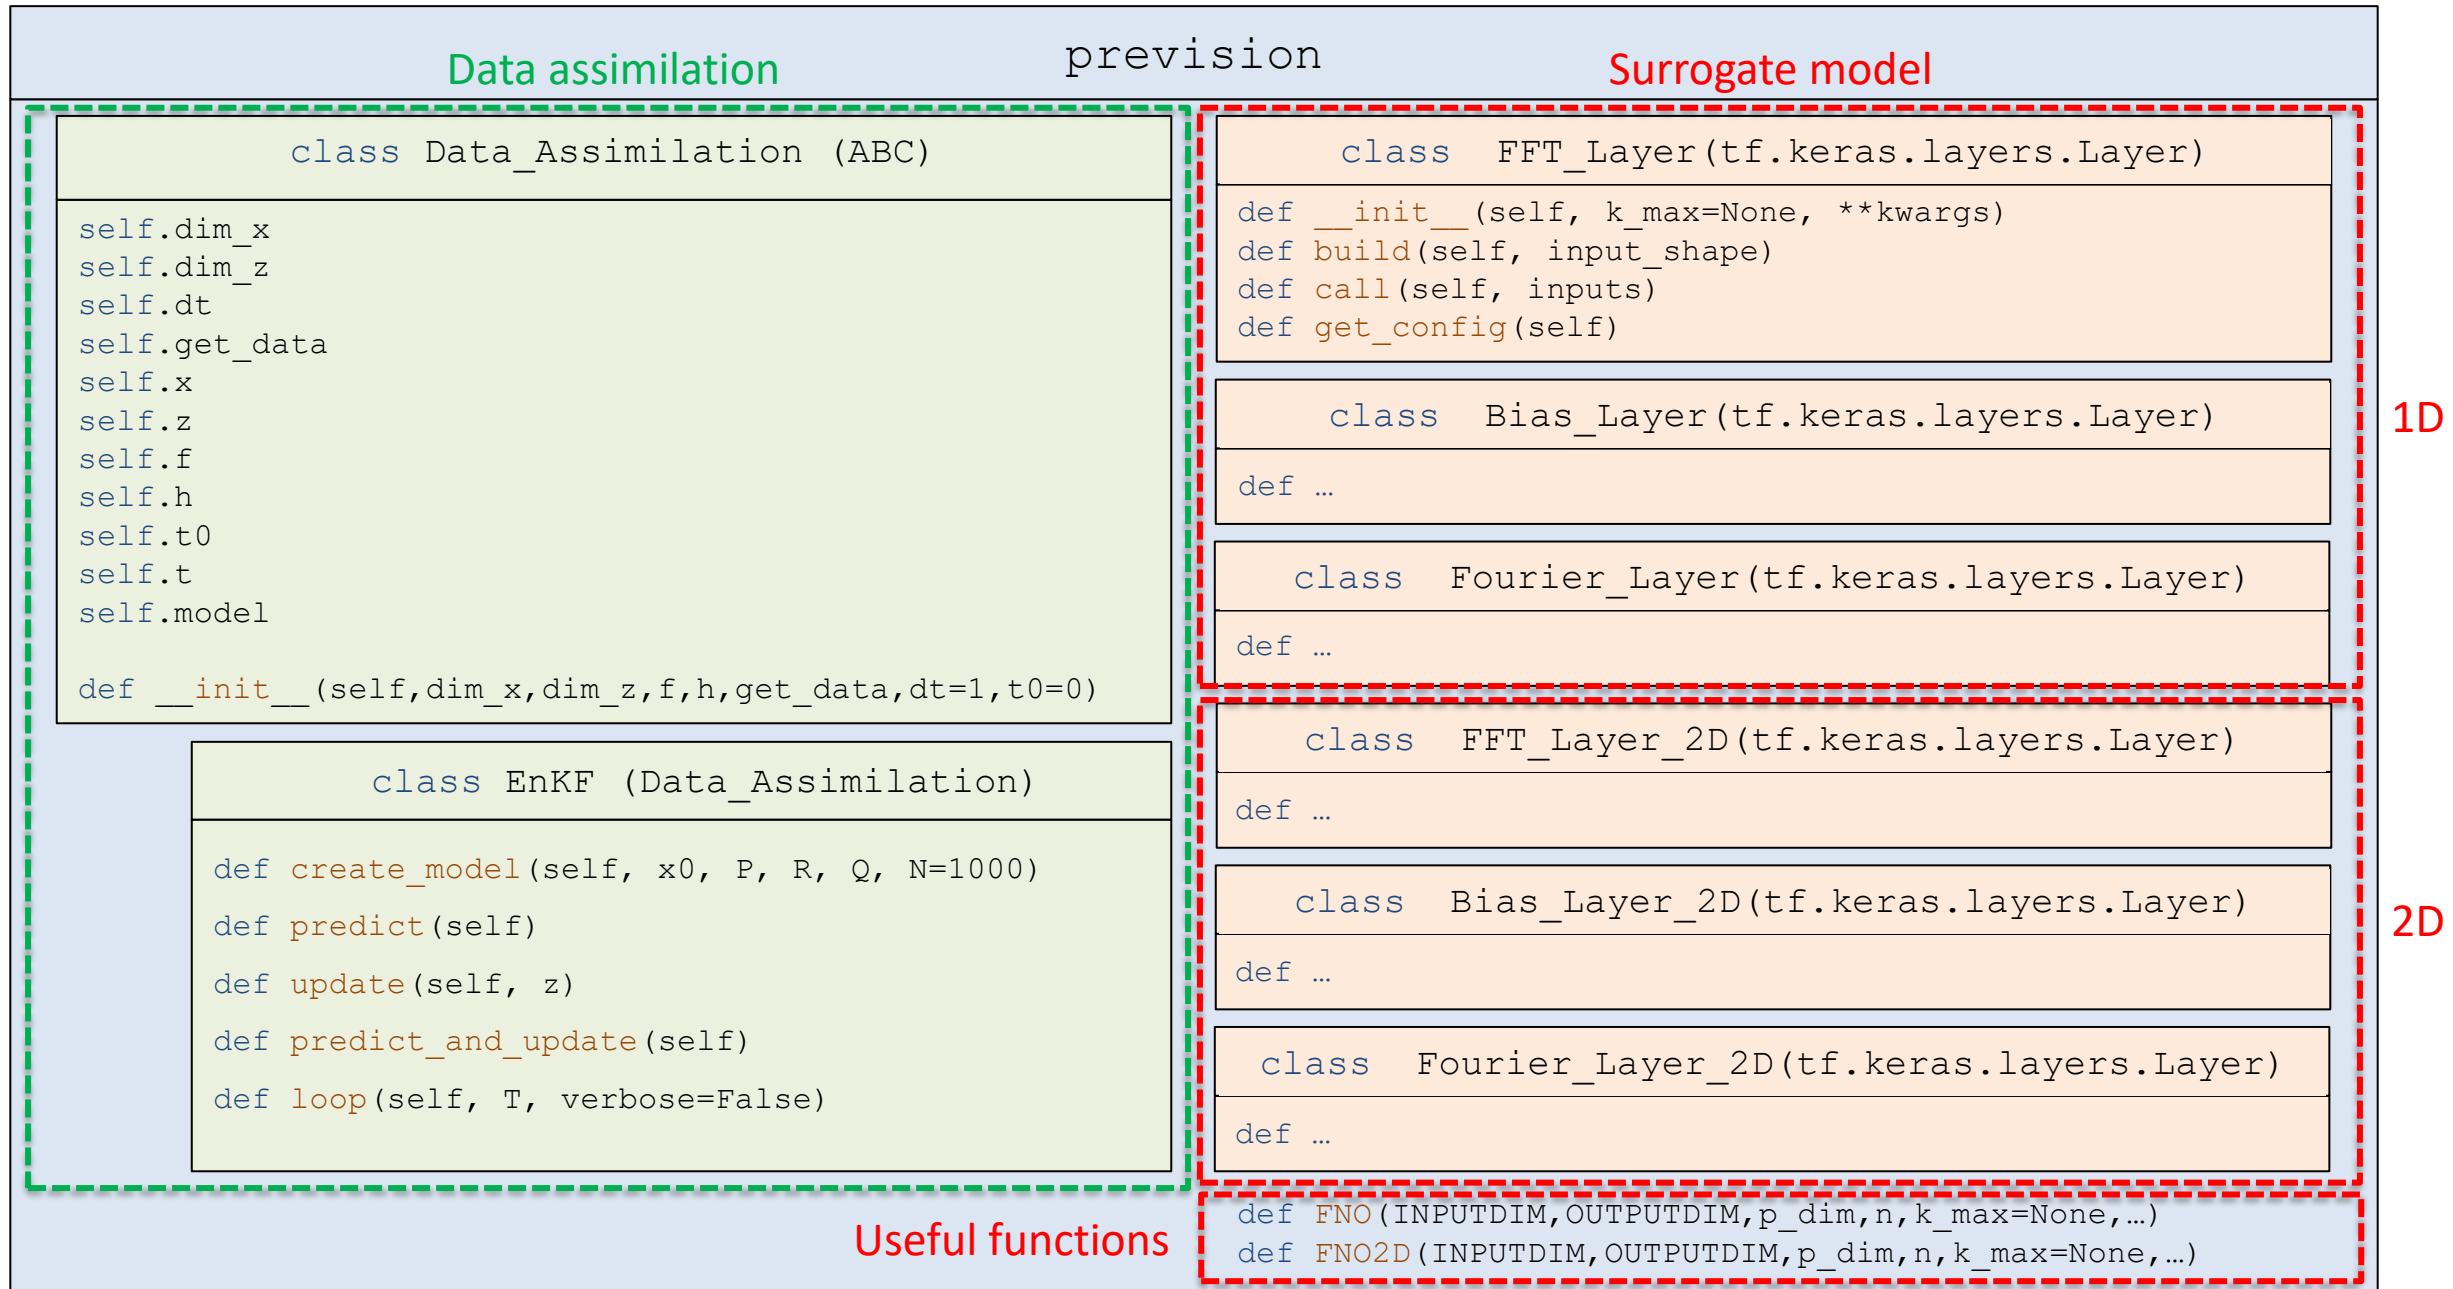 prevision
Data assimilation
class Data_Assimilation (ABC)
self.dim_x
self.dim_z
self.dt
self.get_data
self.x
self.z
self.f
self.h
self.t0
self.t
self.model
def __init__(self,dim_x,dim_z,f,h,get_data,dt=1,t0=0)
class EnKF (Data_Assimilation)
def create_model(self, x0, P, R, Q, N=1000)
def predict(self)
def update(self, z)
def predict_and_update(self)
def loop(self, T, verbose=False)
Surrogate model
class FFT_Layer(tf.keras.layers.Layer)
def __init__(self, k_max=None, **kwargs)
def build(self, input_shape)
def call(self, inputs)
def get_config(self)
class Bias_Layer(tf.keras.layers.Layer)
def …
class Fourier_Layer(tf.keras.layers.Layer)
def …
1D
class FFT_Layer_2D(tf.keras.layers.Layer)
def …
class Bias_Layer_2D(tf.keras.layers.Layer)
def …
class Fourier_Layer_2D(tf.keras.layers.Layer)
def …
2D
Useful functions
def FNO(INPUTDIM,OUTPUTDIM,p_dim,n,k_max=None,…)
def FNO2D(INPUTDIM,OUTPUTDIM,p_dim,n,k_max=None,…)